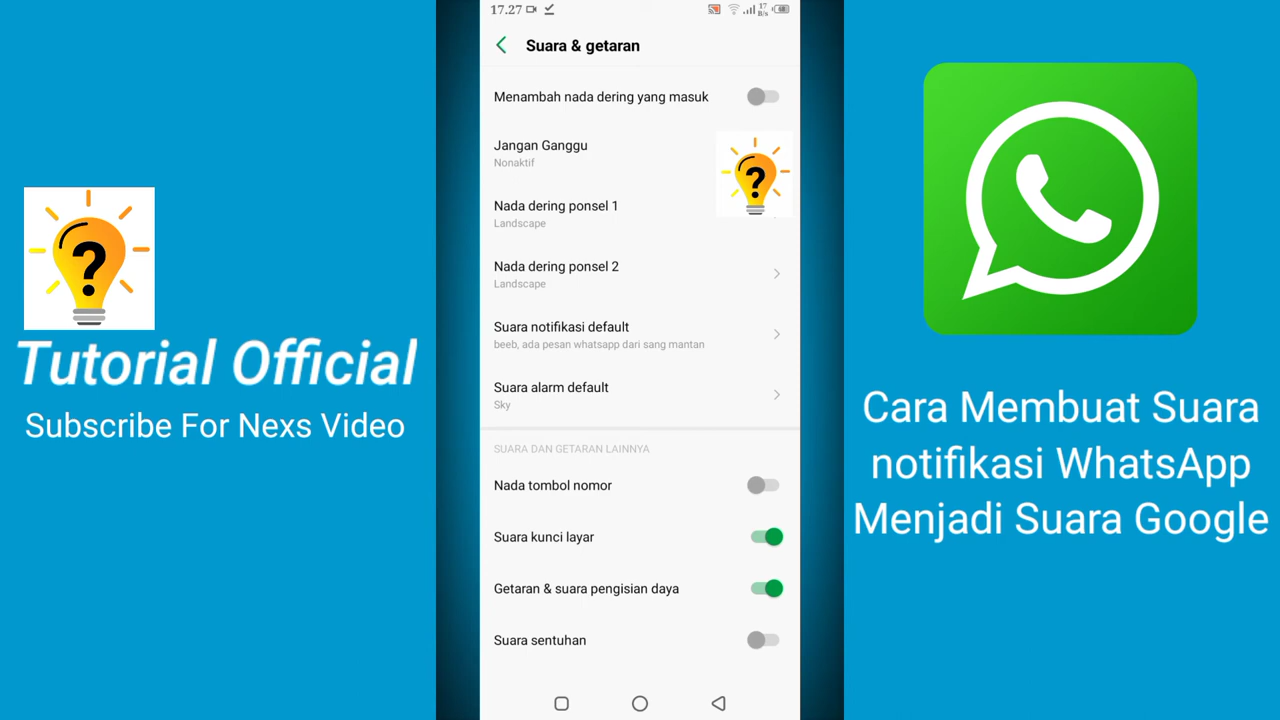 17.27
17
B/s
Suara & getaran
Menambah nada dering yang masuk
Jangan Ganggu
Nonaktif
?
Nada dering ponsel 1
Landscape
Nada dering ponsel 2
Landscape
Suara notifikasi default
beeb, ada pesan whatsapp dari sang mantan
Suara alarm default
Sky
SUARA DAN GETARAN LAINNYA
Nada tombol nomor
Suara kunci layar
Getaran & suara pengisian daya
Suara sentuhan
?
Tutorial Official
Subscribe For Nexs Video
Cara Membuat Suara
notifikasi WhatsApp
Menjadi Suara Google